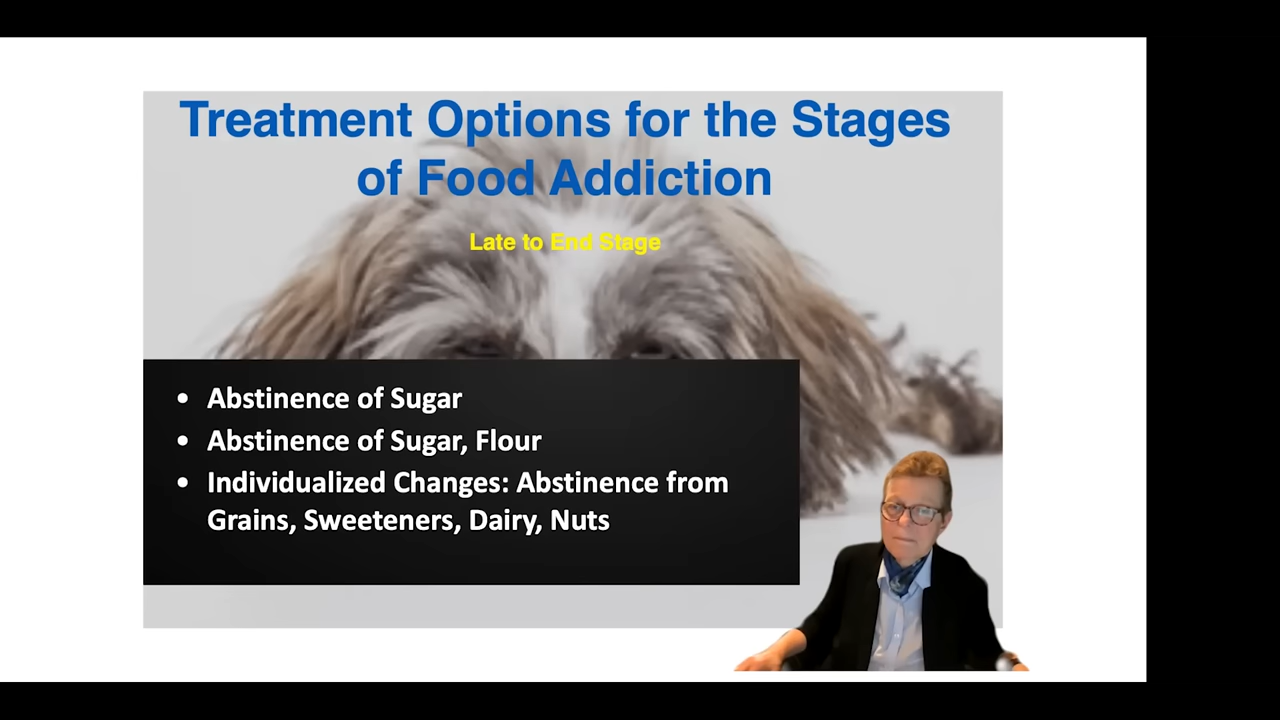 Treatment Options for the Stages
of Food Addiction
Late to End Stage
• Abstinence of Sugar
• Abstinence of Sugar, Flour
• Individualized Changes: Abstinence from
Grains, Sweeteners, Dairy, Nuts